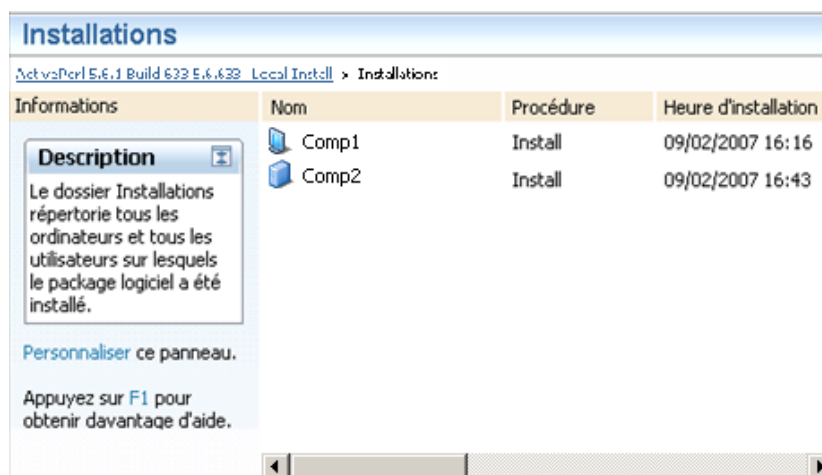 Installations
ActivePerl 5.6.1 Build 633 5.6.633 Local Install > Installations
Informations Nom Procédure Heure d'installation
Comp1 Install 09/02/2007 16:16
Comp2 Install 09/02/2007 16:43
Description
Le dossier Installations
répertorie tous les
ordinateurs et tous les
utilisateurs sur lesquels
le package logiciel a été
installé.
Personnaliser ce panneau.
Appuyez sur F1 pour
obtenir davantage d'aide.